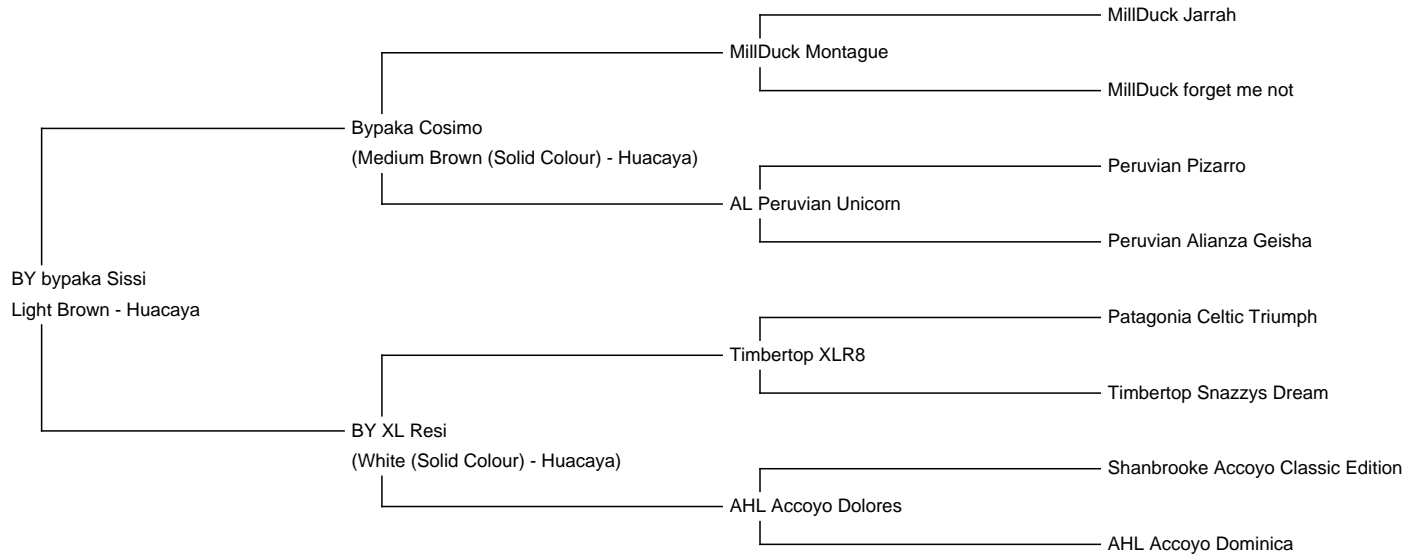 MillDuck Jarrah
MillDuck Montague
MillDuck forget me not
Bypaka Cosimo
(Medium Brown (Solid Colour) - Huacaya)
Peruvian Pizarro
AL Peruvian Unicorn
Peruvian Alianza Geisha
BY bypaka Sissi
Light Brown - Huacaya
Patagonia Celtic Triumph
Timbertop XLR8
Timbertop Snazzys Dream
BY XL Resi
(White (Solid Colour) - Huacaya)
Shanbrooke Accoyo Classic Edition
AHL Accoyo Dolores
AHL Accoyo Dominica